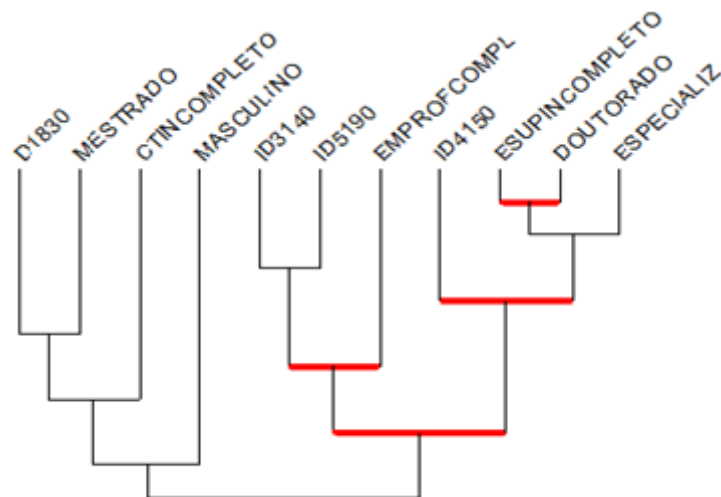 D1830
MESTRADO
CTINCOMPLETO
MASCULINO
ID3140
ID5190
EMPROFCOMPL
ID4150
ESUPINCOMPLETO
DOUTORADO
ESPECIALIZ